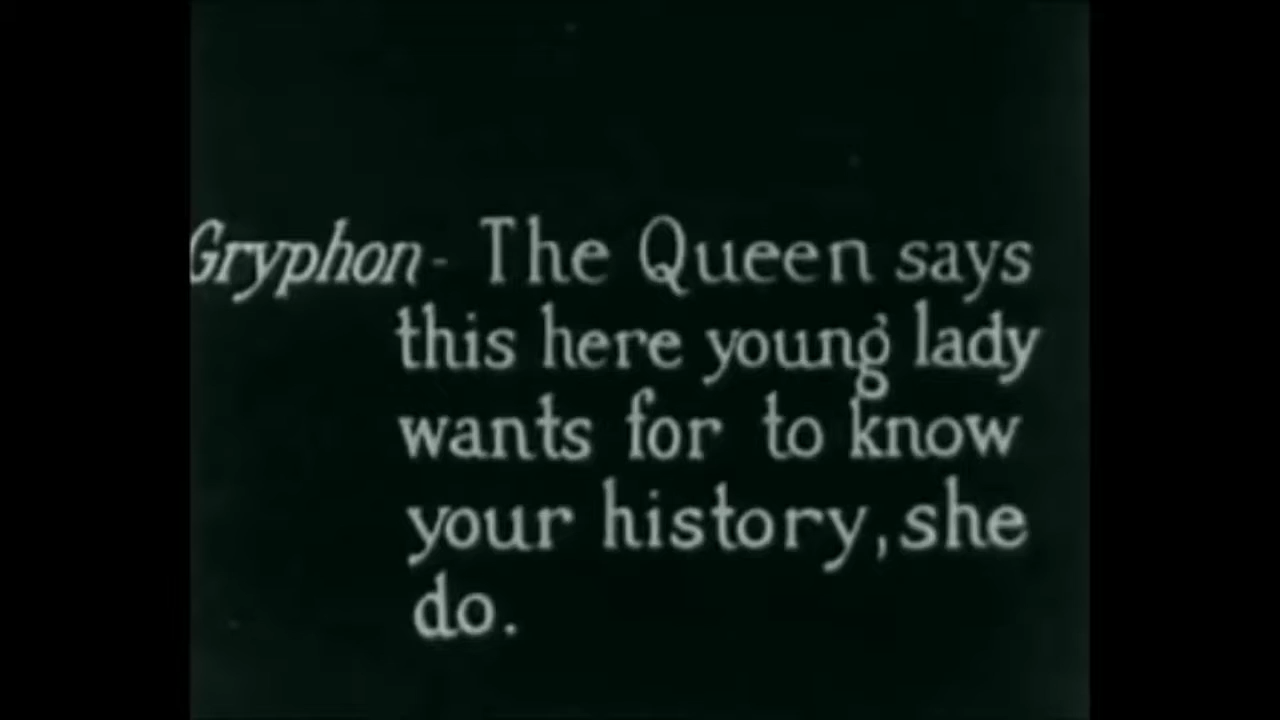 Gryphon- The Queen says
this here young lady
wants for to know
your history, she
do.